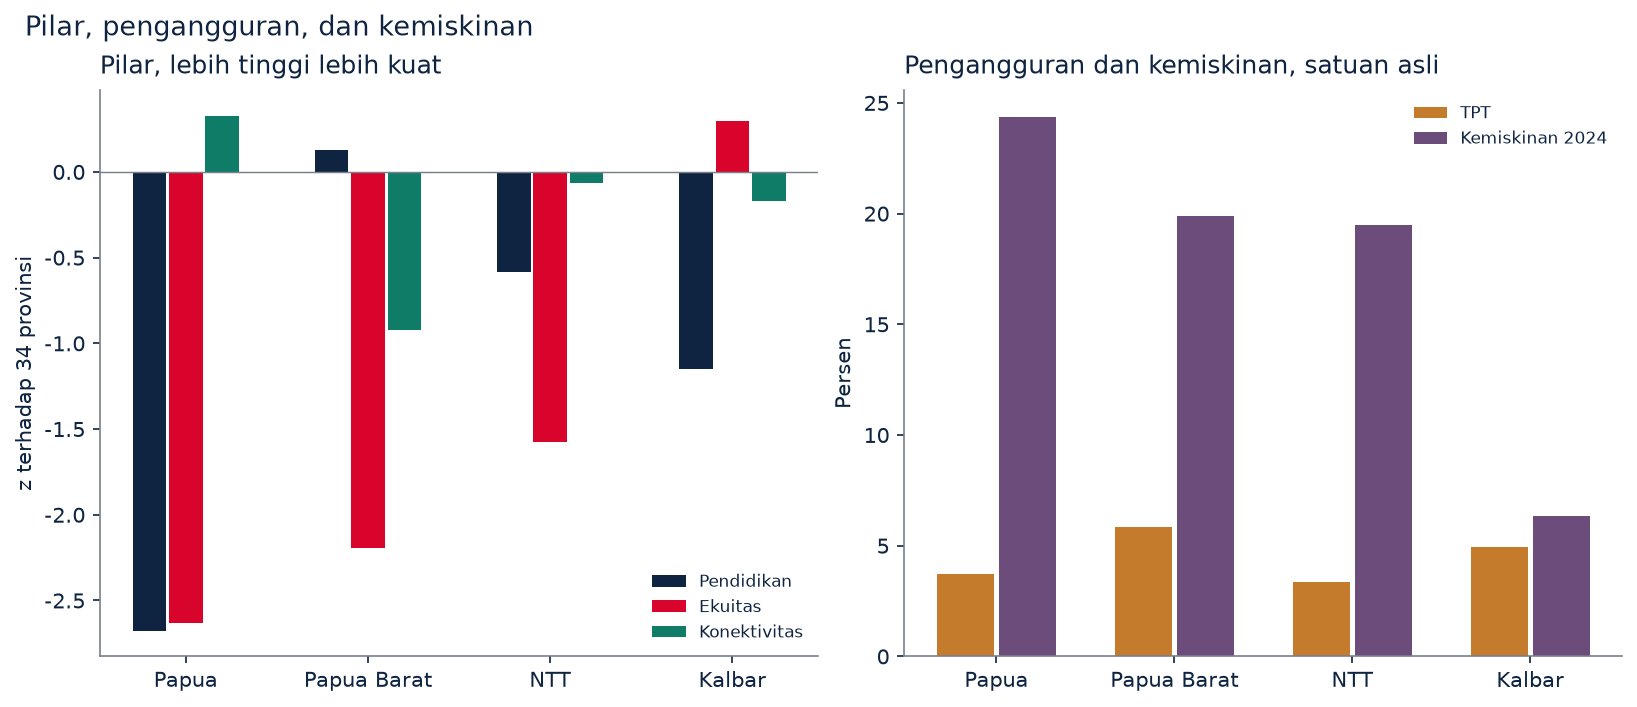 Pilar, pengangguran, dan kemiskinan
Pilar, lebih tinggi lebih kuat
z terhadap 34 provinsi
0.0
-0.5
-1.0
-1.5
-2.0
-2.5
Pendidikan
Ekuitas
Konektivitas
Papua
Papua Barat
NTT
Kalbar
Pengangguran dan kemiskinan, satuan asli
Persen
25
20
15
10
5
0
TPT
Kemiskinan 2024
Papua
Papua Barat
NTT
Kalbar